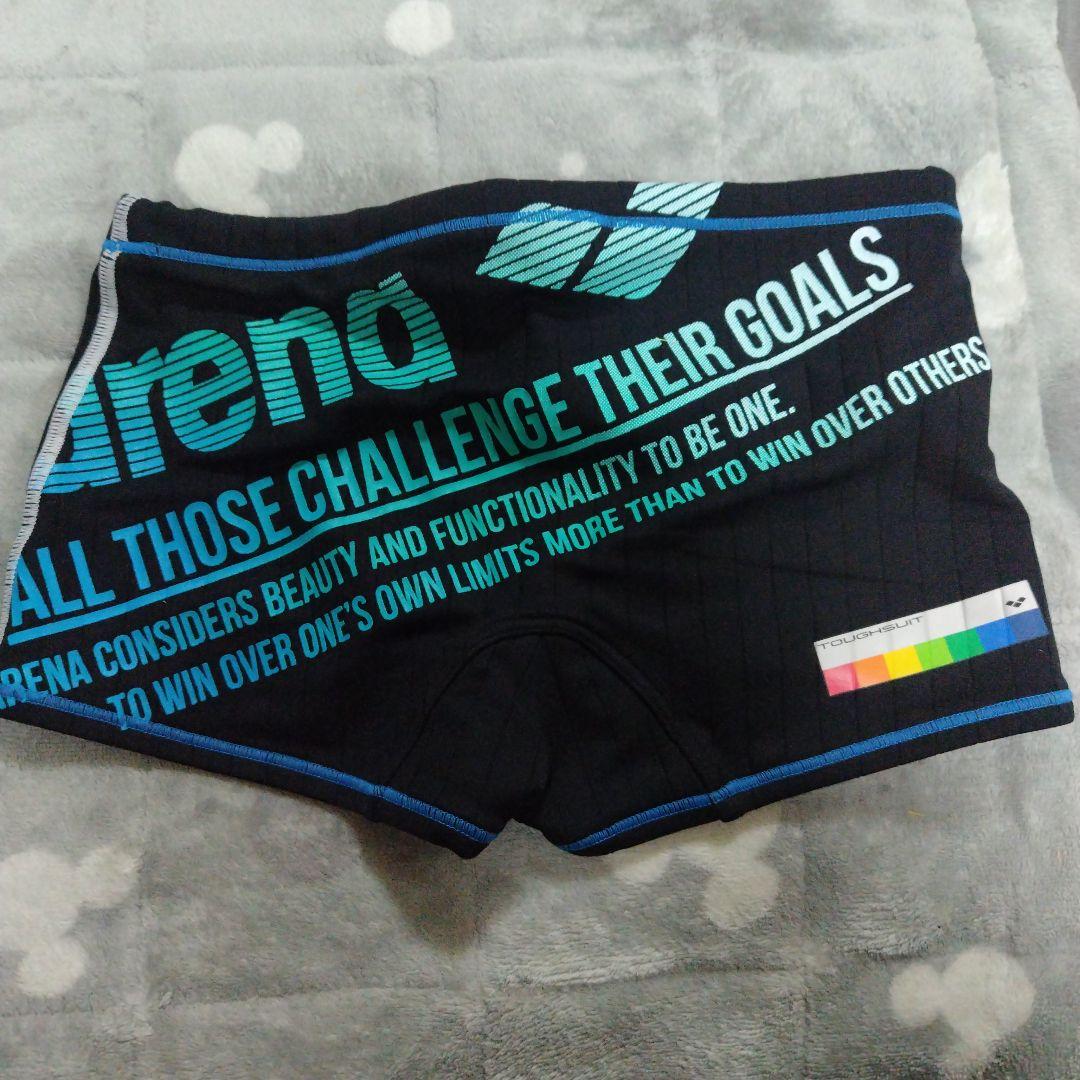 arena
ALL THOSE CHALLENGE THEIR GOALS
ARENA CONSIDERS BEAUTY AND FUNCTIONALITY TO BE ONE.
TO WIN OVER ONE'S OWN LIMITS MORE THAN TO WIN OVER OTHERS
TOUGHSUIT